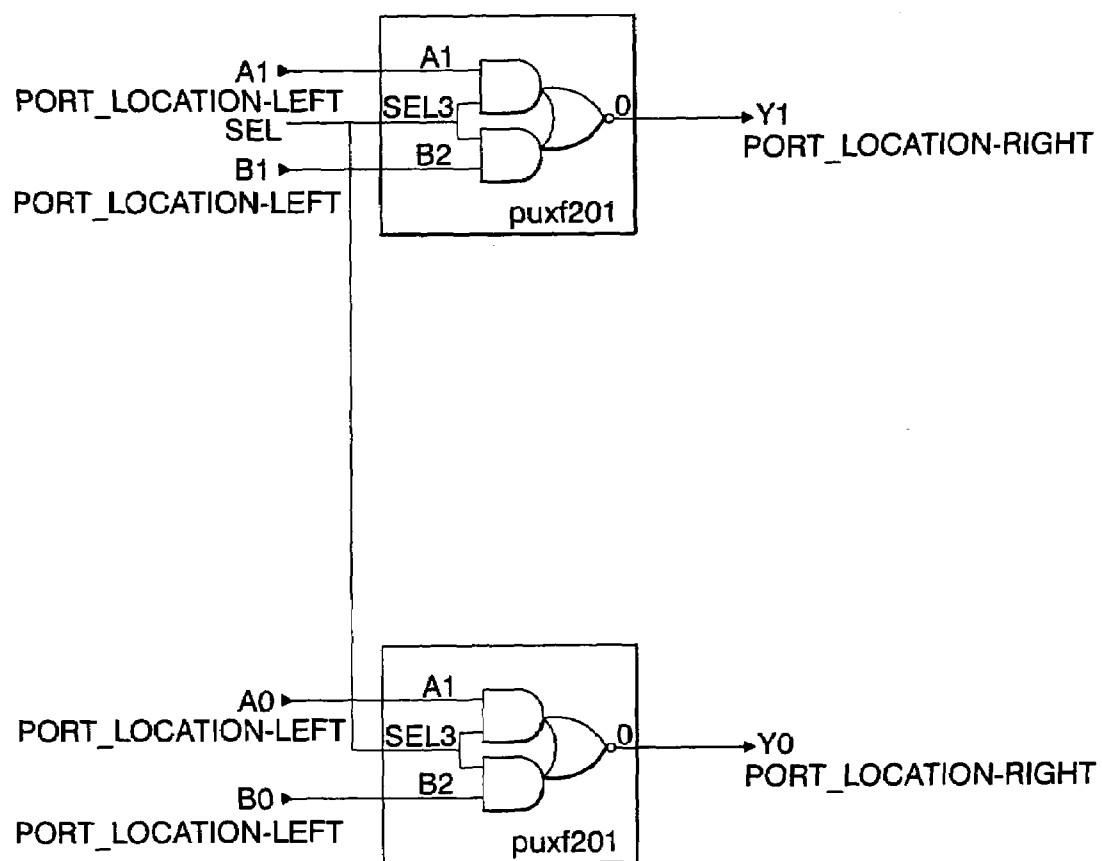 A1
A1
PORT_LOCATION-LEFT
SEL3
0
Y1
SEL
PORT_LOCATION-RIGHT
B1
B2
PORT_LOCATION-LEFT
puxf201
A0
A1
PORT_LOCATION-LEFT
SEL3
0
Y0
PORT_LOCATION-RIGHT
B0
B2
PORT_LOCATION-LEFT
puxf201